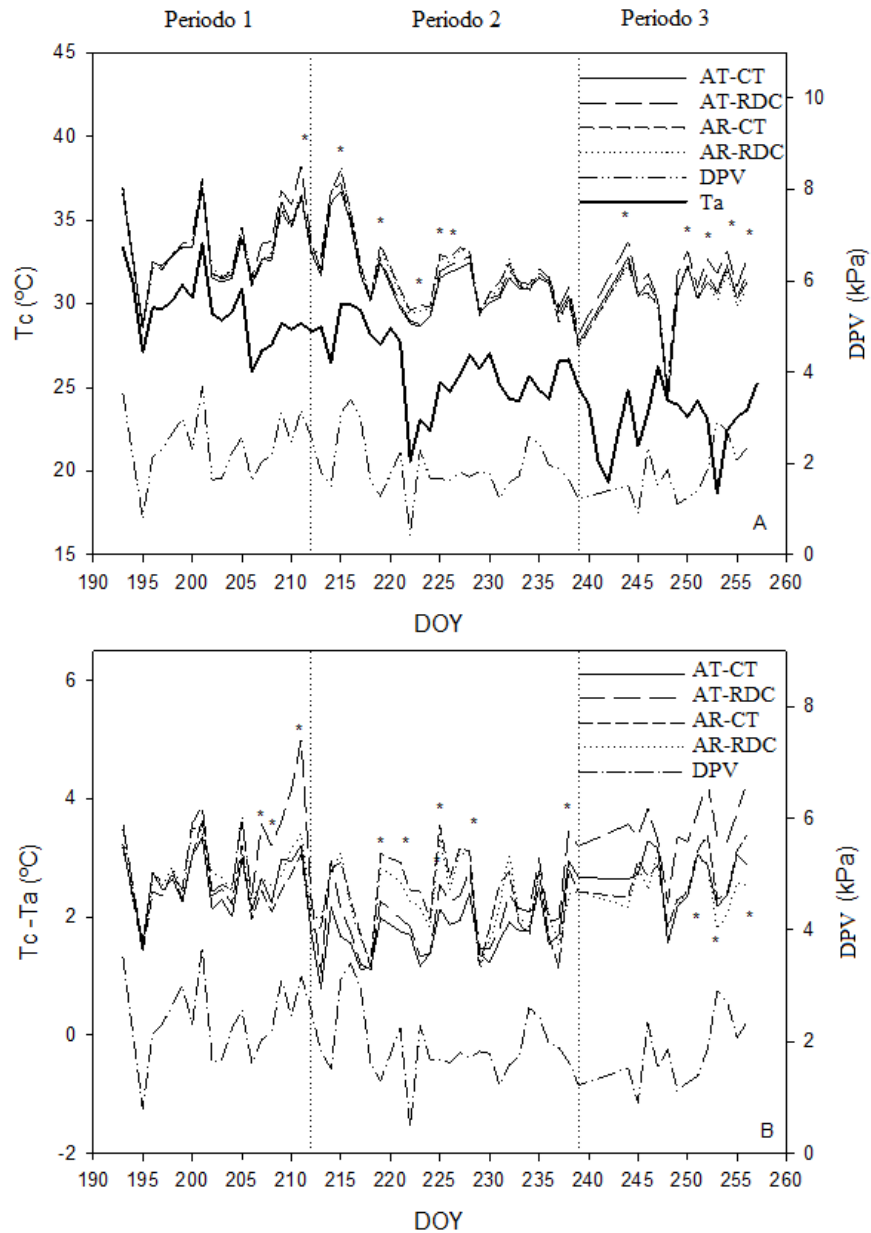 Periodo 1 Periodo 2 Periodo 3
45
40
35
30
25
20
15
Tc (ºC)
AT-CT
AT-RDC
AR-CT
AR-RDC
DPV
Ta
10
8
6
4
2
0
DPV (kPa)
* * * * * * * * * * *
A
190 195 200 205 210 215 220 225 230 235 240 245 250 255 260
DOY
6
4
2
0
-2
Tc -Ta (ºC)
AT-CT
AT-RDC
AR-CT
AR-RDC
DPV
8
6
4
2
0
DPV (kPa)
* * * * * * * * * * *
B
190 195 200 205 210 215 220 225 230 235 240 245 250 255 260
DOY